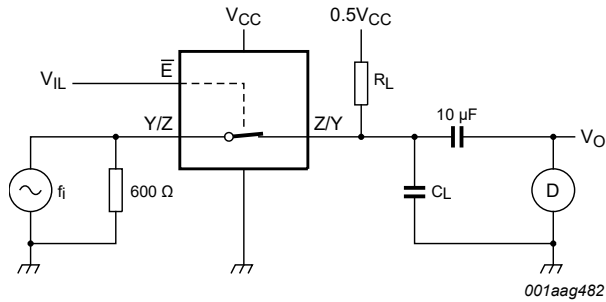 VCC
0.5VCC
E̅
VIL
RL
10 μF
Y/Z
Z/Y
VO
fi
600 Ω
CL
D
001aag482